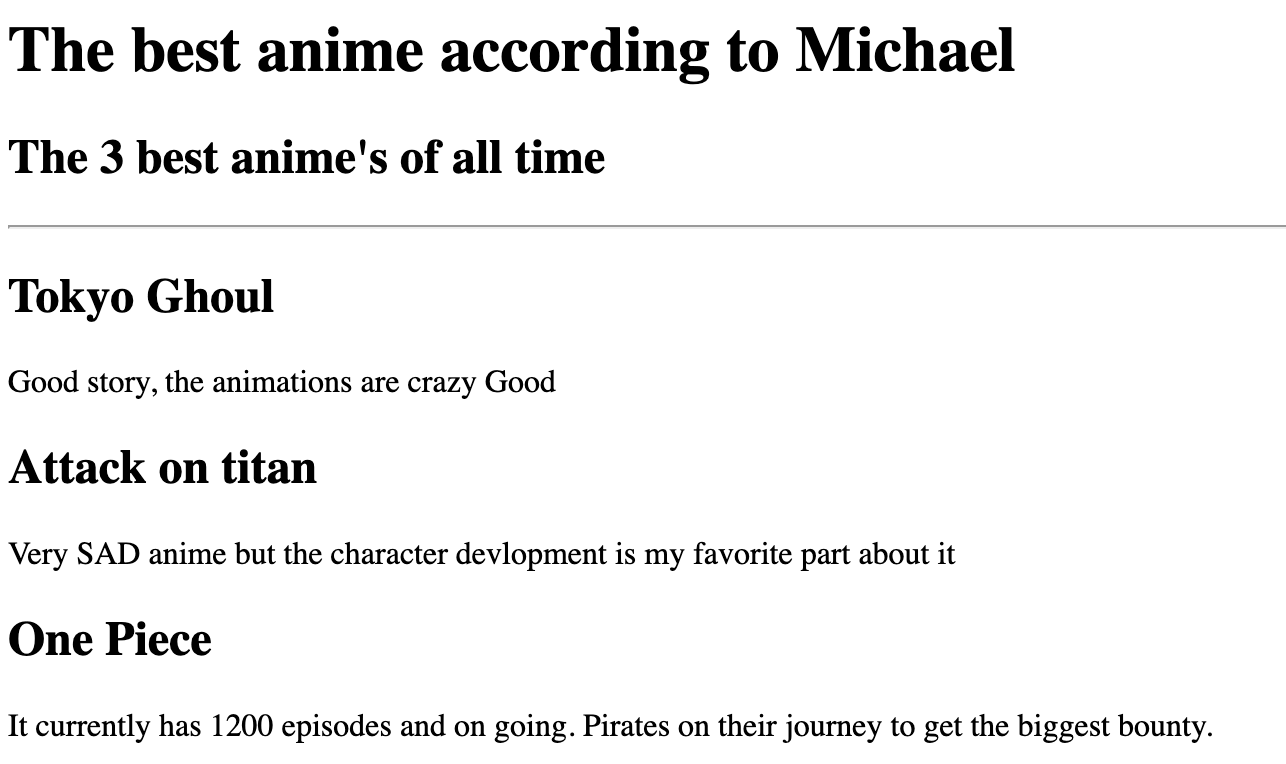 The best anime according to Michael
The 3 best anime's of all time
Tokyo Ghoul
Good story, the animations are crazy Good
Attack on titan
Very SAD anime but the character devlopment is my favorite part about it
One Piece
It currently has 1200 episodes and on going. Pirates on their journey to get the biggest bounty.